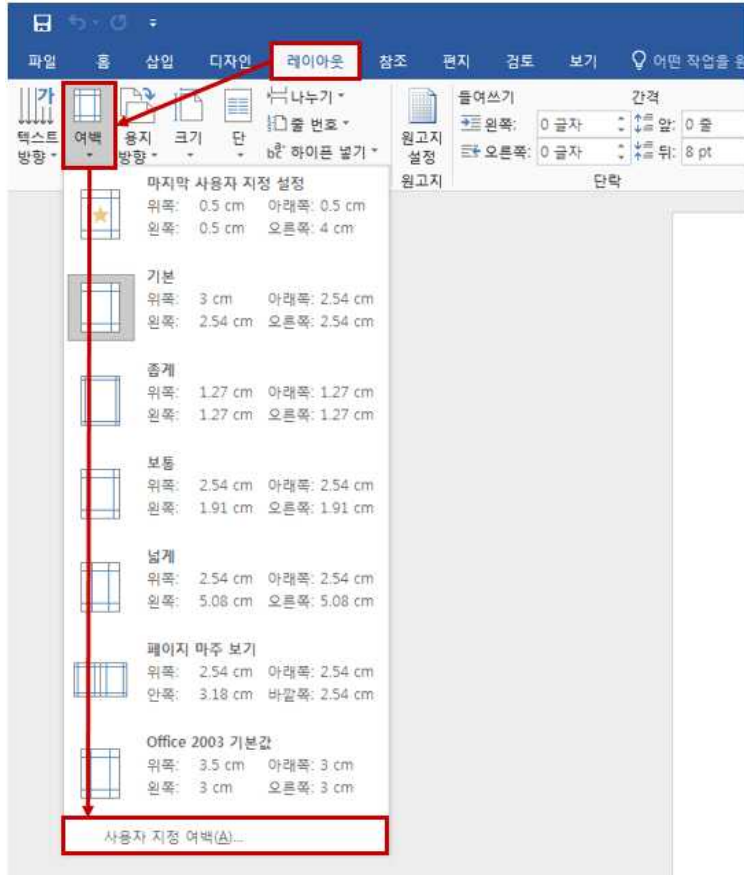 파일 홈 삽입 디자인 레이아웃 참조 편지 검토 보기 어떤 작업을
텍스트 방향
여백
용지 방향
크기
단
나누기
줄 번호
bc 하이픈 넣기
원고지 설정
원고지
들여쓰기
왼쪽: 0 글자
오른쪽: 0 글자
간격
앞: 0 줄
뒤: 8 pt
단락
마지막 사용자 지정 설정
위쪽: 0.5 cm 아래쪽: 0.5 cm
왼쪽: 0.5 cm 오른쪽: 4 cm
기본
위쪽: 3 cm 아래쪽: 2.54 cm
왼쪽: 2.54 cm 오른쪽: 2.54 cm
좁게
위쪽: 1.27 cm 아래쪽: 1.27 cm
왼쪽: 1.27 cm 오른쪽: 1.27 cm
보통
위쪽: 2.54 cm 아래쪽: 2.54 cm
왼쪽: 1.91 cm 오른쪽: 1.91 cm
넓게
위쪽: 2.54 cm 아래쪽: 2.54 cm
왼쪽: 5.08 cm 오른쪽: 5.08 cm
페이지 마주 보기
위쪽: 2.54 cm 아래쪽: 2.54 cm
안쪽: 3.18 cm 바깥쪽: 2.54 cm
Office 2003 기본값
위쪽: 3.5 cm 아래쪽: 3 cm
왼쪽: 3 cm 오른쪽: 3 cm
사용자 지정 여백(A)...